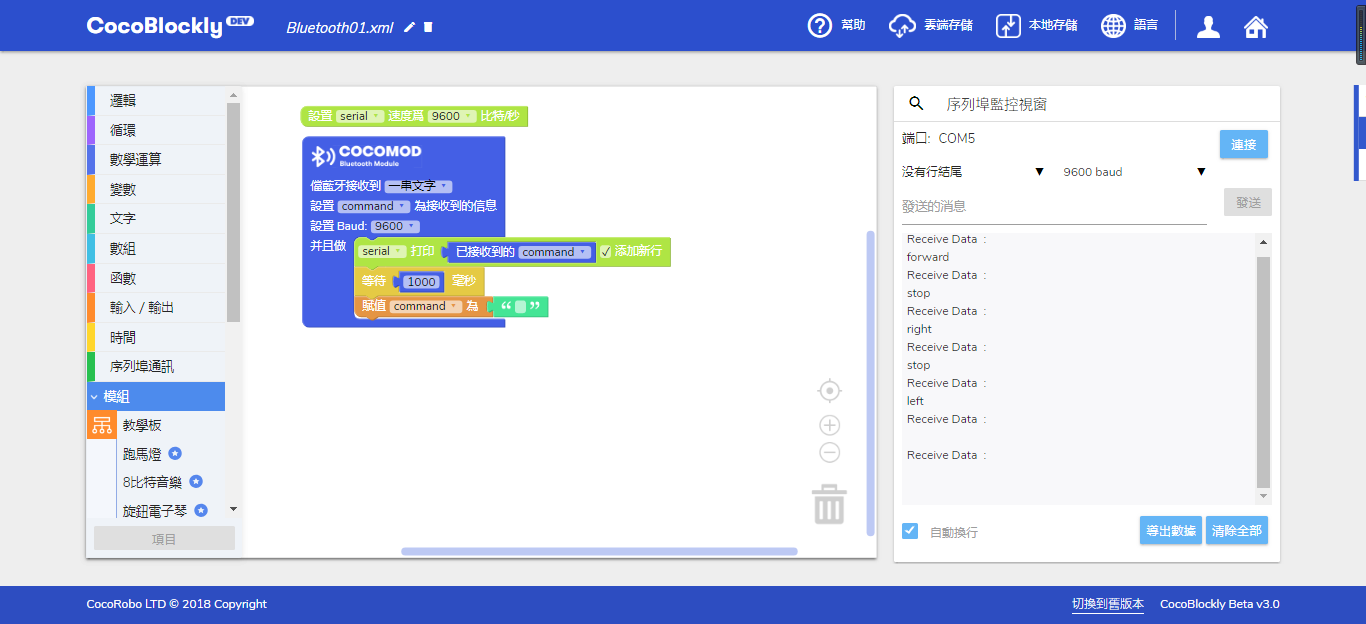 CocoBlockly DEV
Bluetooth01.xml
幫助
雲端存儲
本地存儲
語言
邏輯
循環
數學運算
變數
文字
數組
函數
輸入 / 輸出
時間
序列埠通訊
模組
教學板
跑馬燈
8比特音樂
旋鈕電子琴
項目
設置 serial 速度爲 9600 比特/秒
COCOMOD
Bluetooth Module
當藍牙接收到 一串文字
設置 command 為接收到的信息
設置 Baud: 9600
并且做
serial 打印 已接收到的 command ✓ 添加新行
等待 1000 毫秒
賦值 command 為 “ ”
序列埠監控視窗
端口: COM5
連接
没有行結尾
9600 baud
發送的消息
發送
Receive Data :
forward
Receive Data :
stop
Receive Data :
right
Receive Data :
stop
Receive Data :
left
Receive Data :
Receive Data :
自動換行
導出數據
清除全部
CocoRobo LTD © 2018 Copyright
切換到舊版本
CocoBlockly Beta v3.0